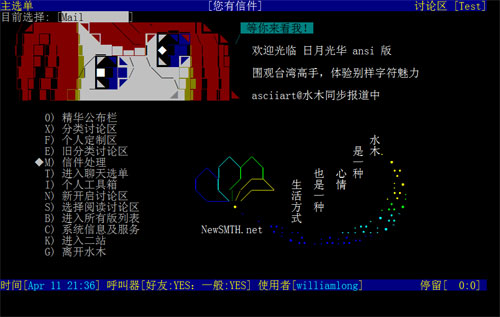 主选单 [您有信件] 讨论区 [Test]
目前选择: [Mail ]
等你来看我!
欢迎光临 日月光华 ansi 版
围观台湾高手，体验别样字符魅力
asciiart@水木同步报道中
0) 精华公布栏
X) 分类讨论区
F) 个人定制区
E) 旧分类讨论区
◆M) 信件处理
T) 进入聊天选单
I) 个人工具箱
N) 新开启讨论区
S) 选择阅读讨论区
B) 进入所有版列表
C) 系统信息及服务
K) 进入二站
G) 离开水木
水木.
是一种
心情
也是一种
生活方式
NewSMTH.net
时间[Apr 11 21:36] 呼叫器[好友:YES: 一般:YES] 使用者[williamlong] 停留[ 0:0]